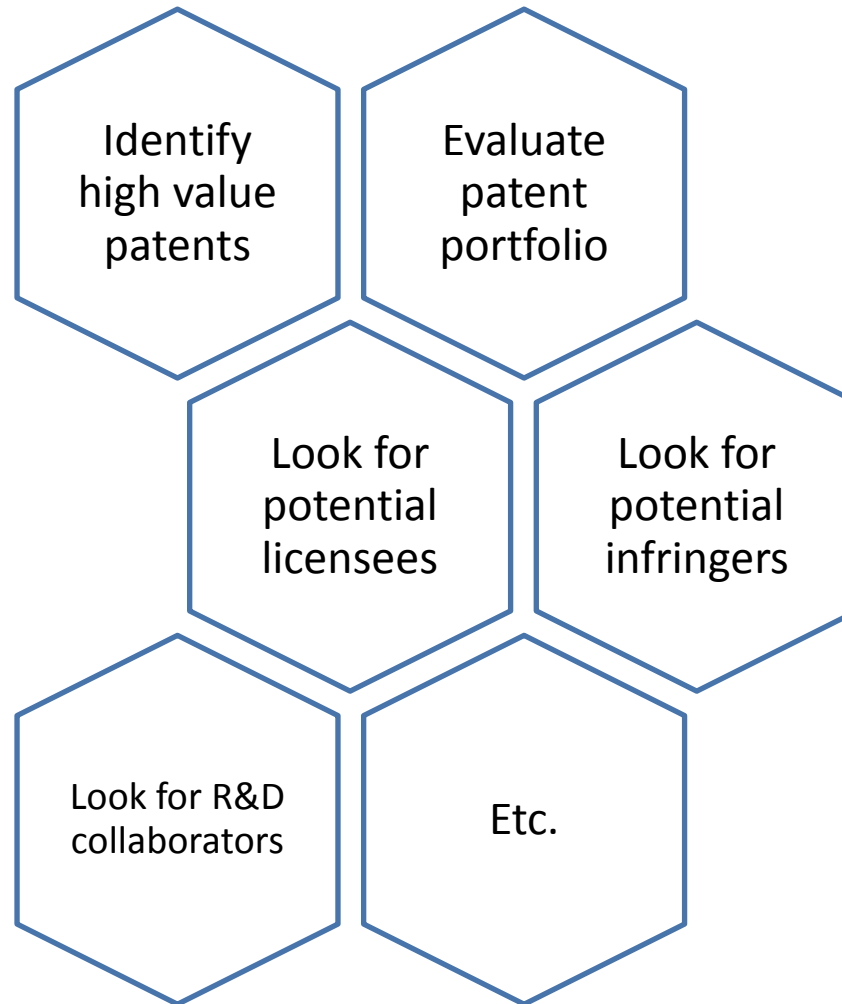 Identify
high value
patents
Evaluate
patent
portfolio
Look for
potential
licensees
Look for
potential
infringers
Look for R&D
collaborators
Etc.